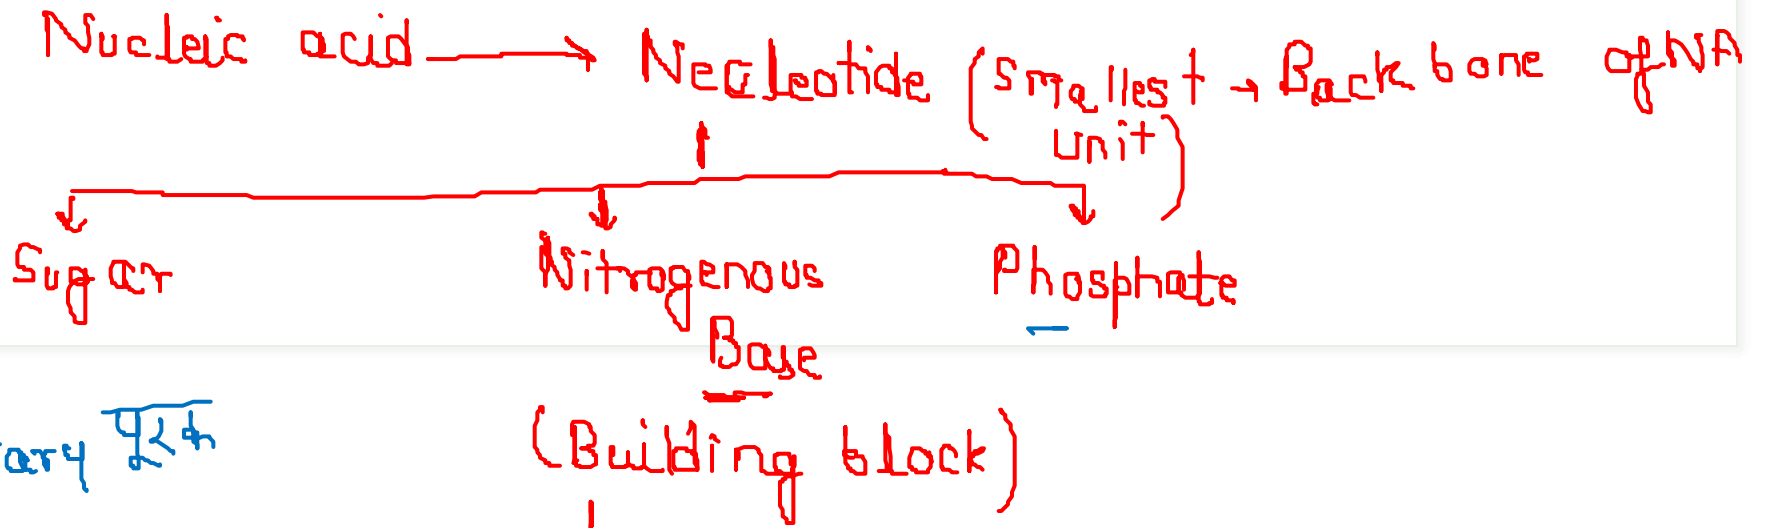 Nucleic acid → Necleotide (smallest → Backbone of NA
unit)
Sugar Nitrogenous Phosphate
Base
ary पूरक
(Building block)